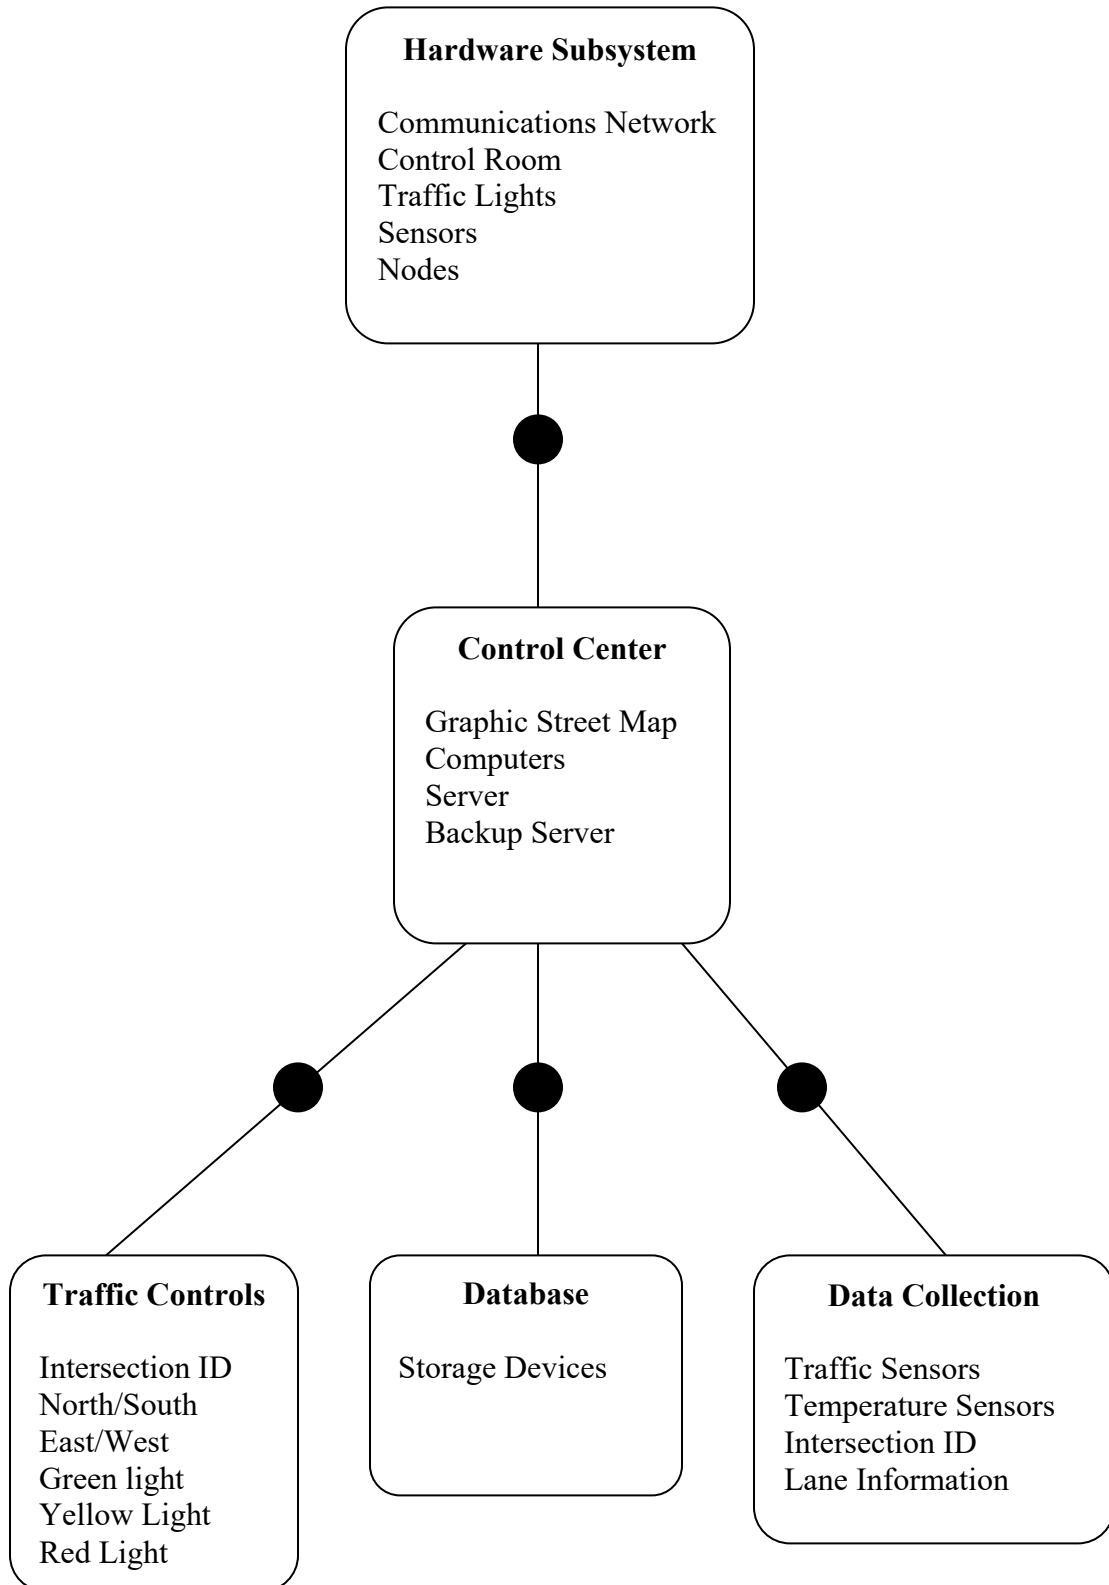 Hardware Subsystem
Communications Network
Control Room
Traffic Lights
Sensors
Nodes
Control Center
Graphic Street Map
Computers
Server
Backup Server
Traffic Controls
Intersection ID
North/South
East/West
Green light
Yellow Light
Red Light
Database
Storage Devices
Data Collection
Traffic Sensors
Temperature Sensors
Intersection ID
Lane Information